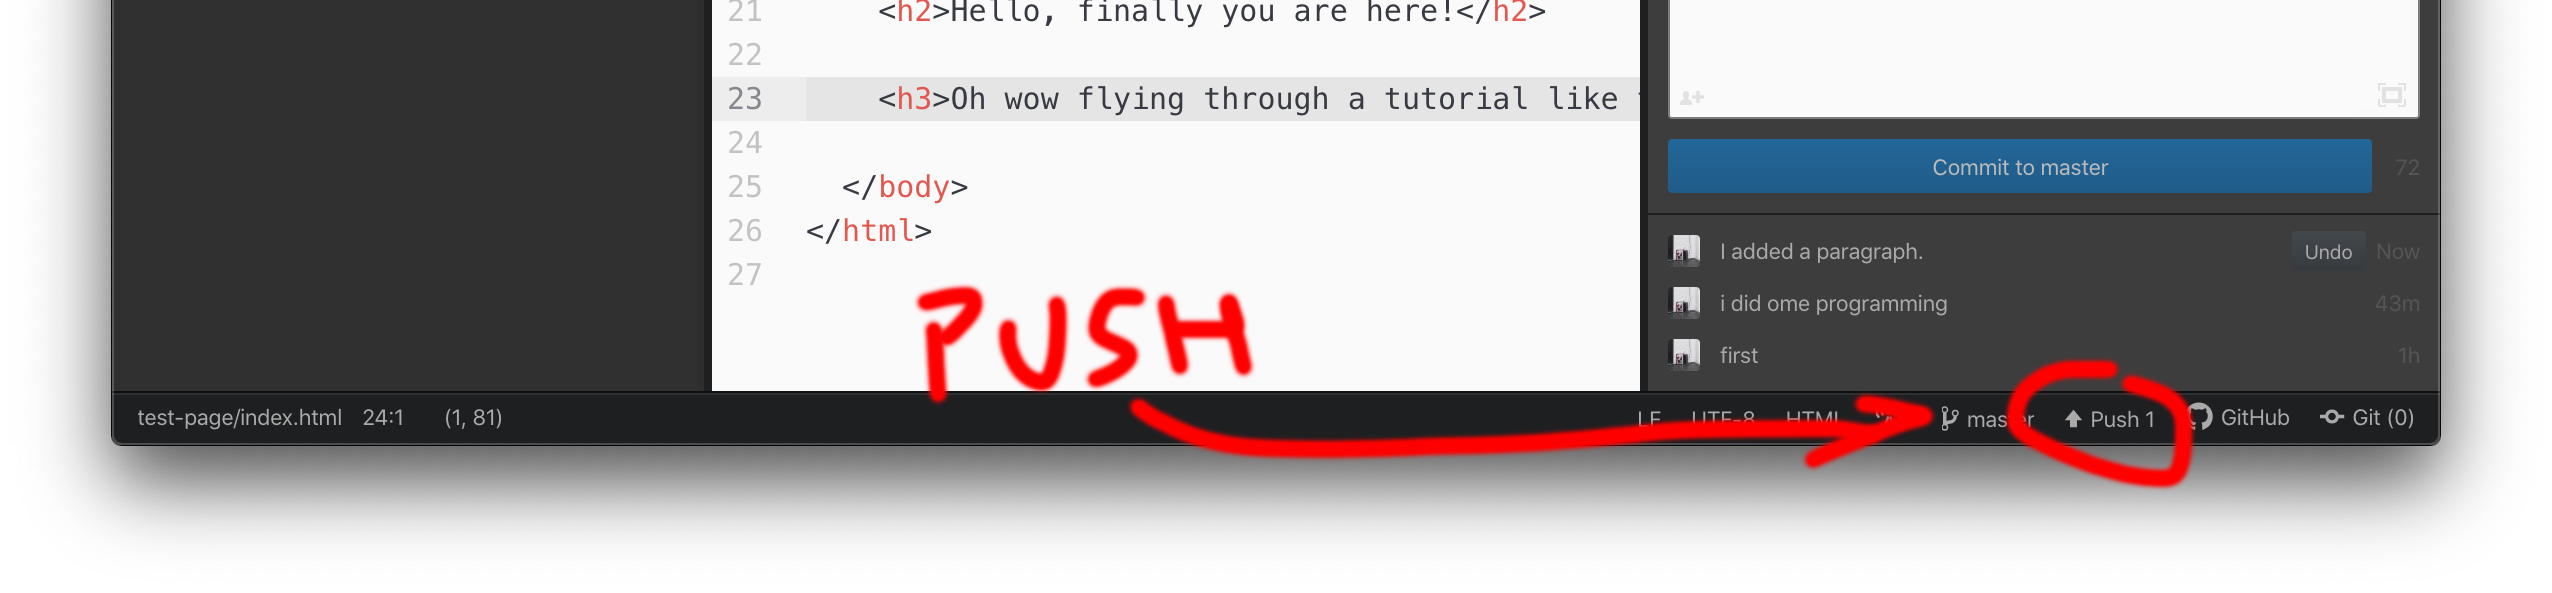 21 <h2>Hello, finally you are here!</h2>
22
23 <h3>Oh wow flying through a tutorial like
24
25 </body>
26 </html>
27
Commit to master 72
I added a paragraph. Undo Now
i did ome programming 43m
first 1h
PUSH
test-page/index.html 24:1 (1, 81) LF UTF-8 HTML master Push 1 GitHub Git (0)